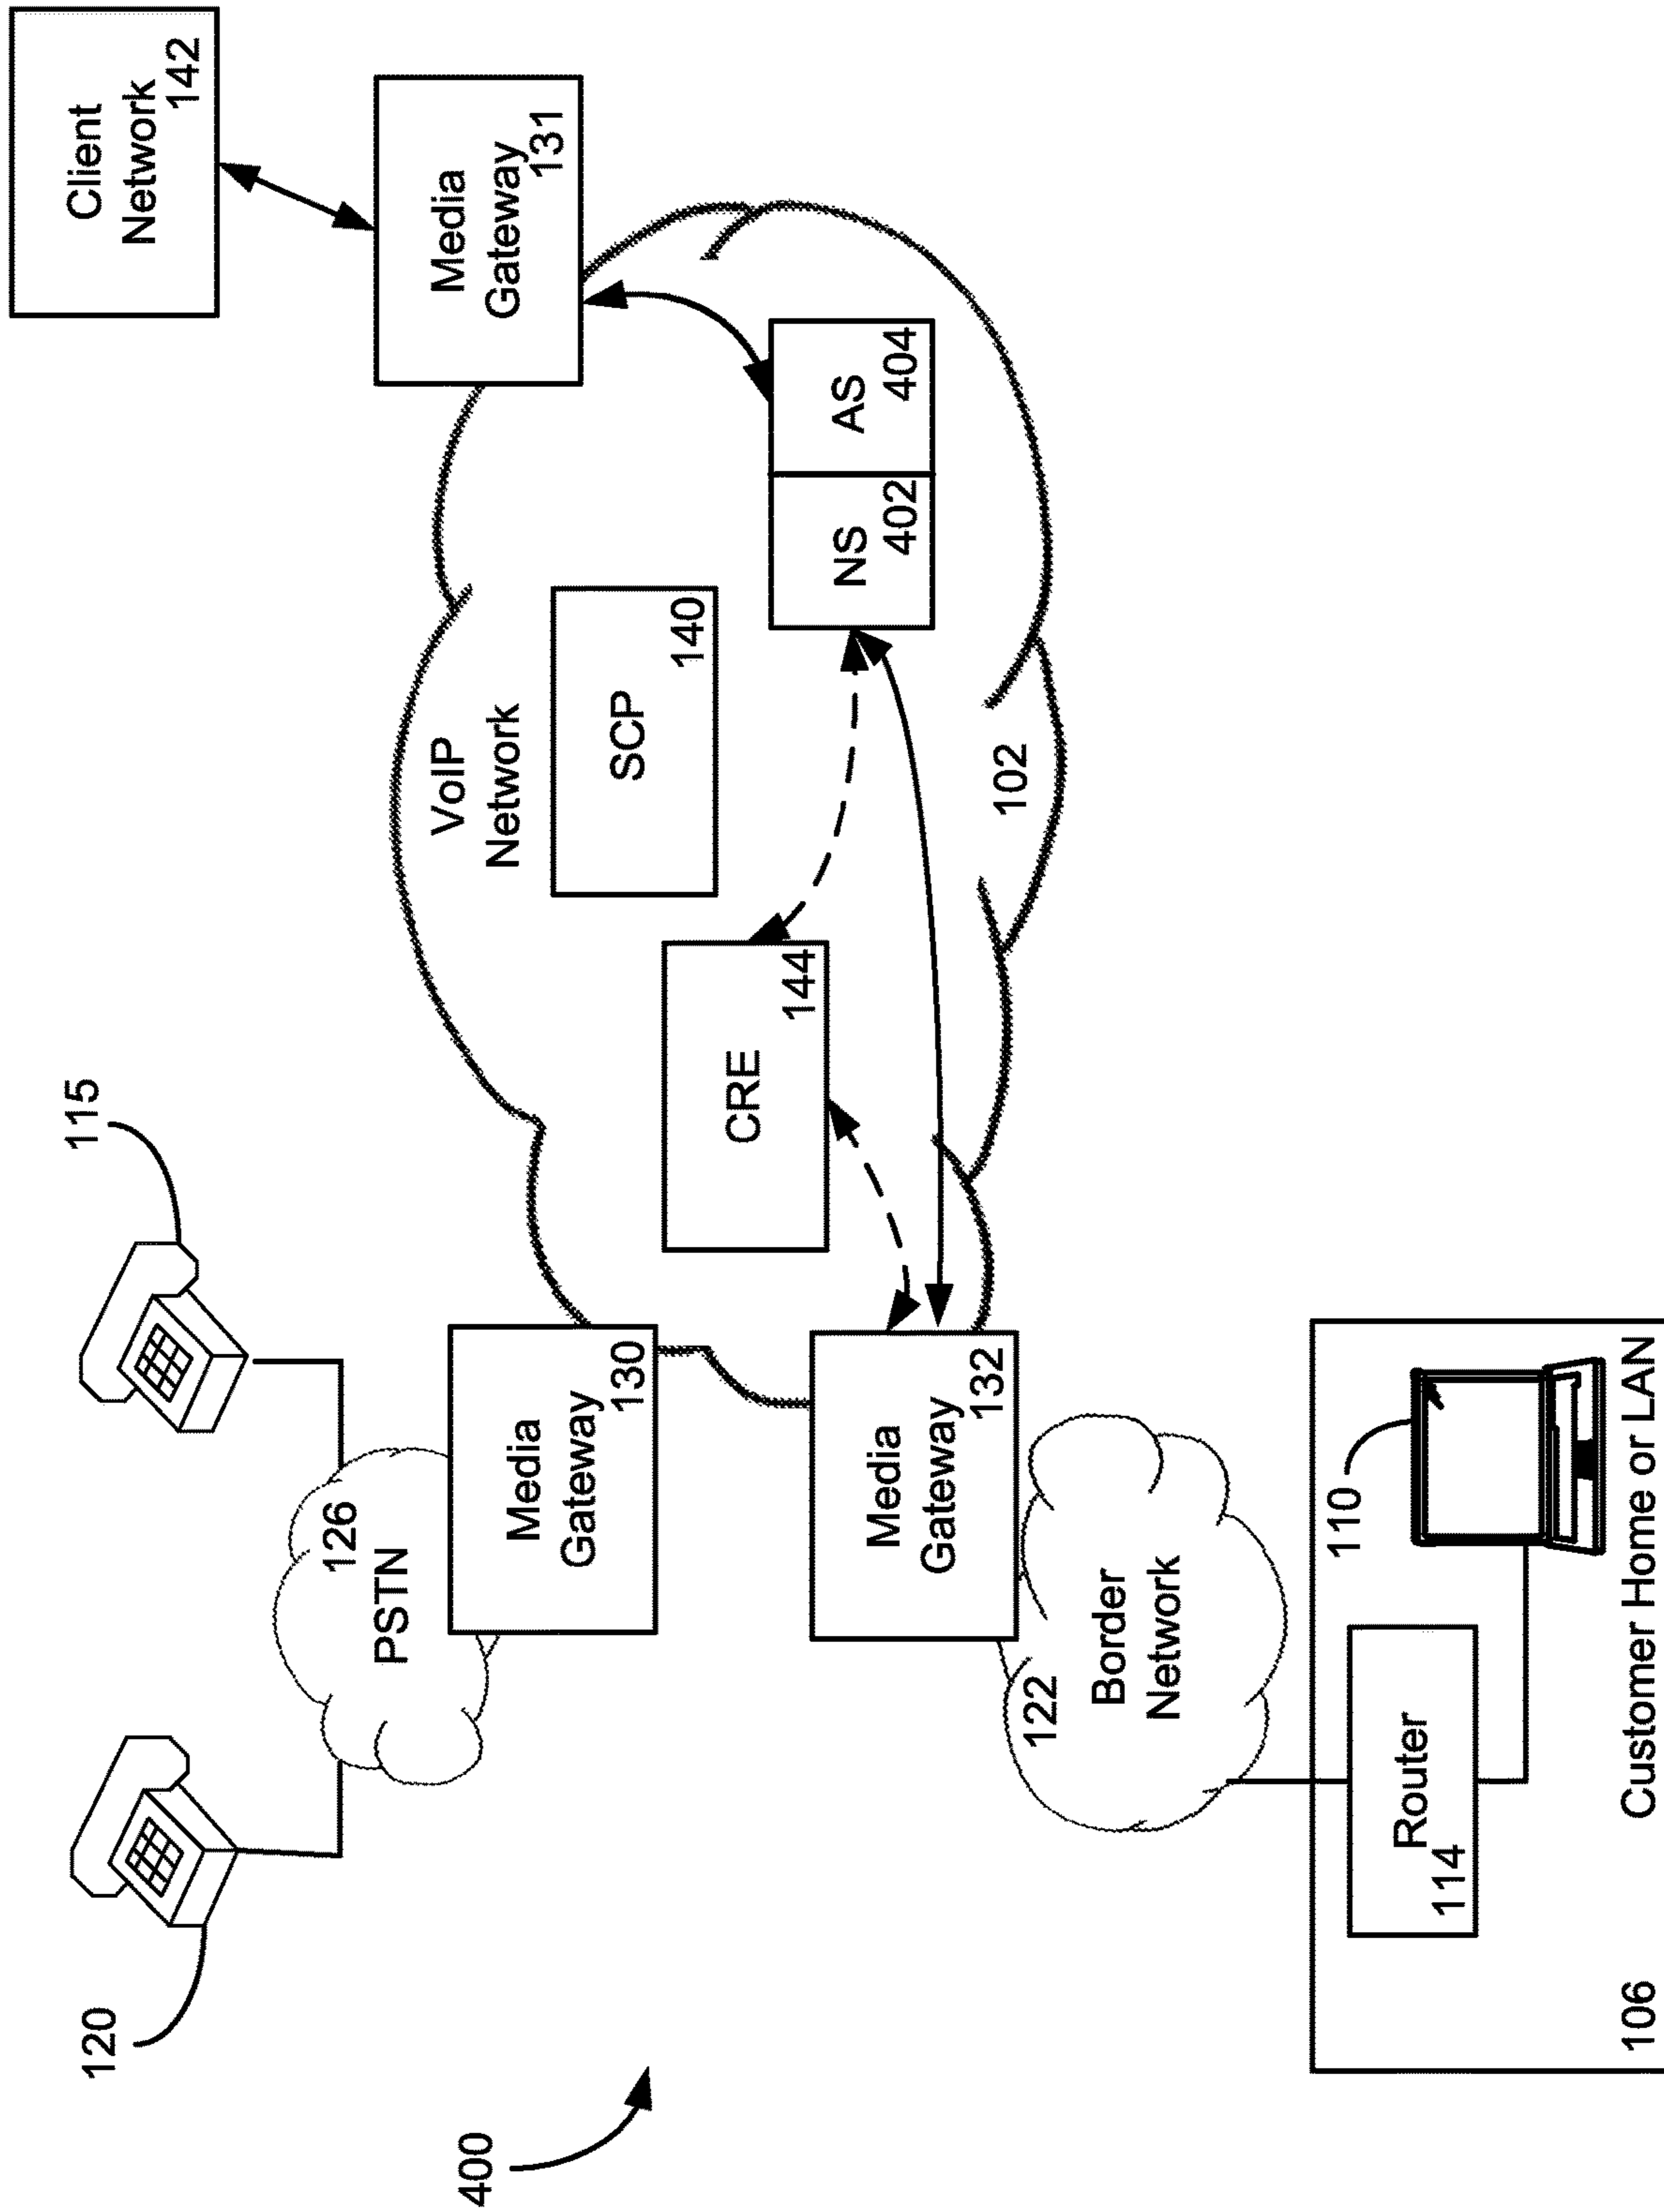 400
120
115
126
PSTN
Media
Gateway
130
VoIP
Network
Media
Gateway
131
Client
Network
142
SCP
140
CRE
144
NS
402
AS
404
102
Media
Gateway
132
122
Border
Network
Router
114
110
106
Customer Home or LAN